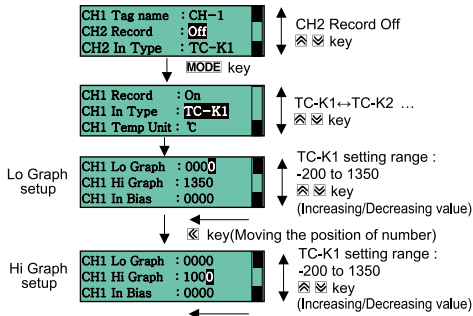 CH1 Tag name : CH-1
CH2 Record : Off
CH2 In Type : TC-K1
CH2 Record Off
key
MODE key
CH1 Record : On
CH1 In Type : TC-K1
CH1 Temp Unit : ℃
TC-K1↔TC-K2 …
key
Lo Graph
setup
CH1 Lo Graph : 0000
CH1 Hi Graph : 1350
CH1 In Bias : 0000
TC-K1 setting range :
-200 to 1350
key
(Increasing/Decreasing value)
key(Moving the position of number)
Hi Graph
setup
CH1 Lo Graph : 0000
CH1 Hi Graph : 1000
CH1 In Bias : 0000
TC-K1 setting range :
-200 to 1350
key
(Increasing/Decreasing value)